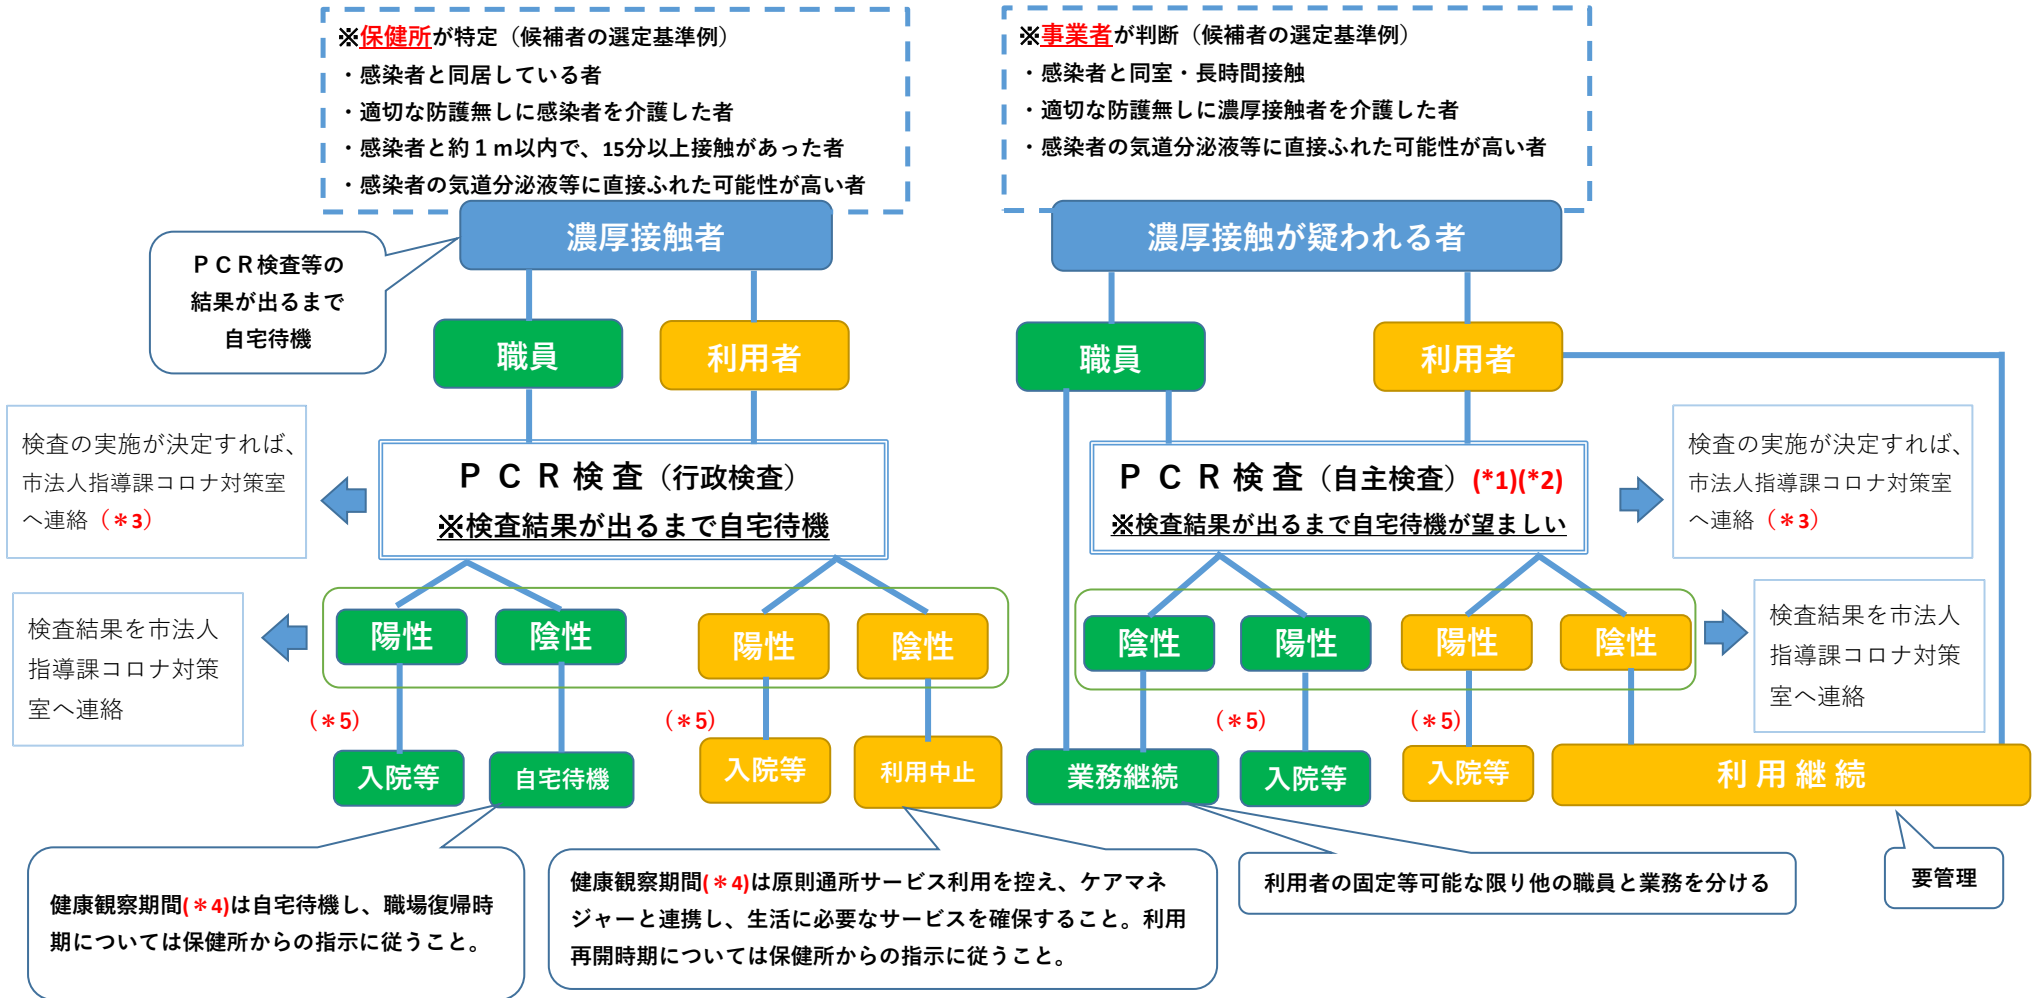 ※保健所が特定（候補者の選定基準例）
・感染者と同居している者
・適切な防護無しに感染者を介護した者
・感染者と約１ｍ以内で、15分以上接触があった者
・感染者の気道分泌液等に直接ふれた可能性が高い者
※事業者が判断（候補者の選定基準例）
・感染者と同室・長時間接触
・適切な防護無しに濃厚接触者を介護した者
・感染者の気道分泌液等に直接ふれた可能性が高い者
濃厚接触者
濃厚接触が疑われる者
ＰＣＲ検査等の
結果が出るまで
自宅待機
職員
利用者
職員
利用者
検査の実施が決定すれば、
市法人指導課コロナ対策室
へ連絡（＊3）
ＰＣＲ検査（行政検査）
※検査結果が出るまで自宅待機
ＰＣＲ検査（自主検査）(*1)(*2)
※検査結果が出るまで自宅待機が望ましい
検査の実施が決定すれば、
市法人指導課コロナ対策室
へ連絡（＊3）
検査結果を市法人
指導課コロナ対策
室へ連絡
陽性
陰性
陽性
陰性
陰性
陽性
陽性
陰性
検査結果を市法人
指導課コロナ対策
室へ連絡
（＊5）
（＊5）
（＊5）
（＊5）
入院等
自宅待機
入院等
利用中止
業務継続
入院等
入院等
利用継続
健康観察期間(＊4)は自宅待機し、職場復帰時
期については保健所からの指示に従うこと。
健康観察期間(＊4)は原則通所サービス利用を控え、ケアマネ
ジャーと連携し、生活に必要なサービスを確保すること。利用
再開時期については保健所からの指示に従うこと。
利用者の固定等可能な限り他の職員と業務を分ける
要管理